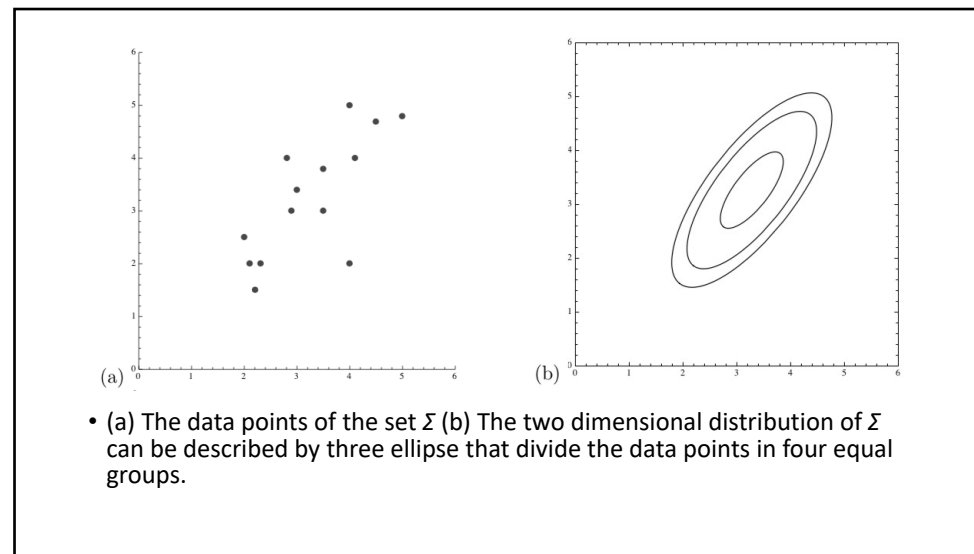 6
5
4
3
2
1
0
(a)
0 1 2 3 4 5 6
6
5
4
3
2
1
0
(b)
0 1 2 3 4 5 6
• (a) The data points of the set Σ (b) The two dimensional distribution of Σ
can be described by three ellipse that divide the data points in four equal
groups.